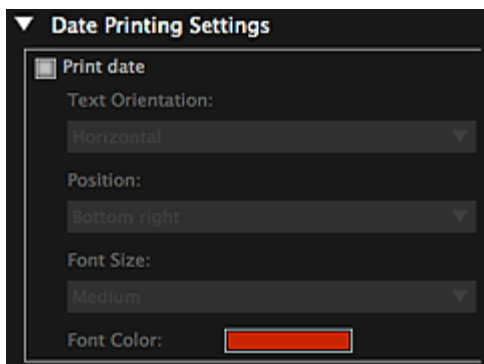 Date Printing Settings
Print date
Text Orientation:
Horizontal
Position:
Bottom right
Font Size:
Medium
Font Color: